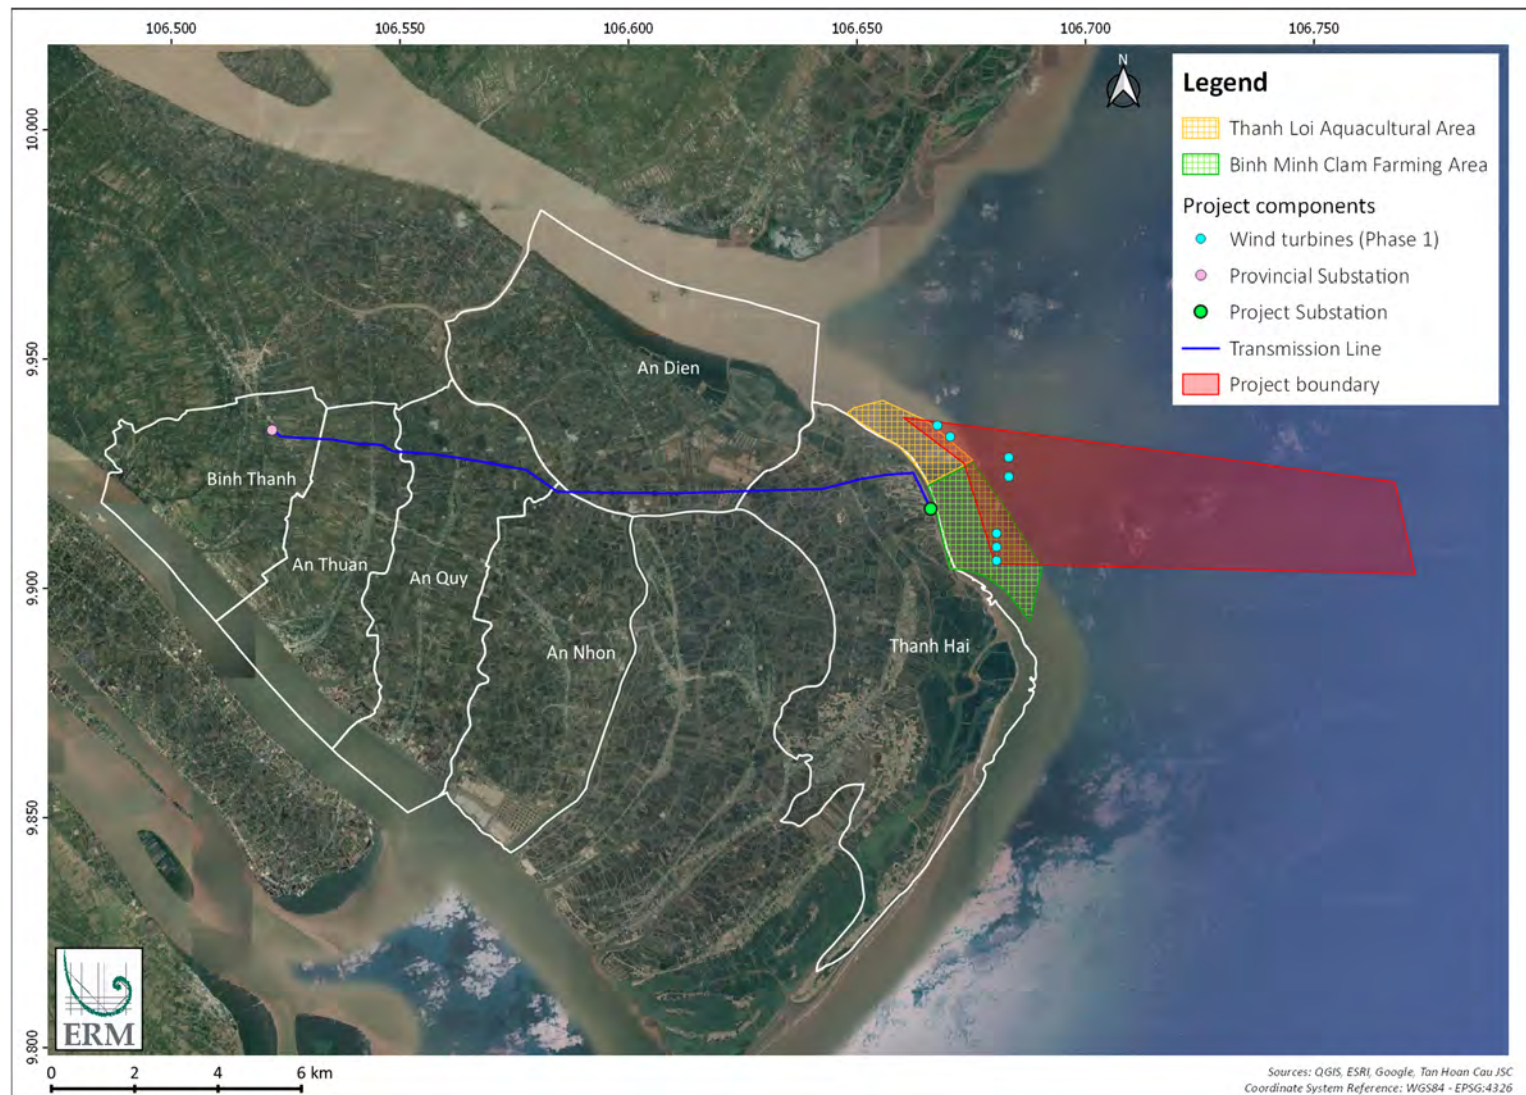 106.500 106.550 106.600 106.650 106.700 106.750
10.000
9.950
9.900
9.850
9.800
N
Legend
Thanh Loi Aquacultural Area
Binh Minh Clam Farming Area
Project components
Wind turbines (Phase 1)
Provincial Substation
Project Substation
Transmission Line
Project boundary
An Dien
Binh Thanh
An Thuan
An Quy
An Nhon
Thanh Hai
ERM
0 2 4 6 km
Sources: QGIS, ESRI, Google, Tan Hoan Cau JSC
Coordinate System Reference: WGS84 - EPSG:4326